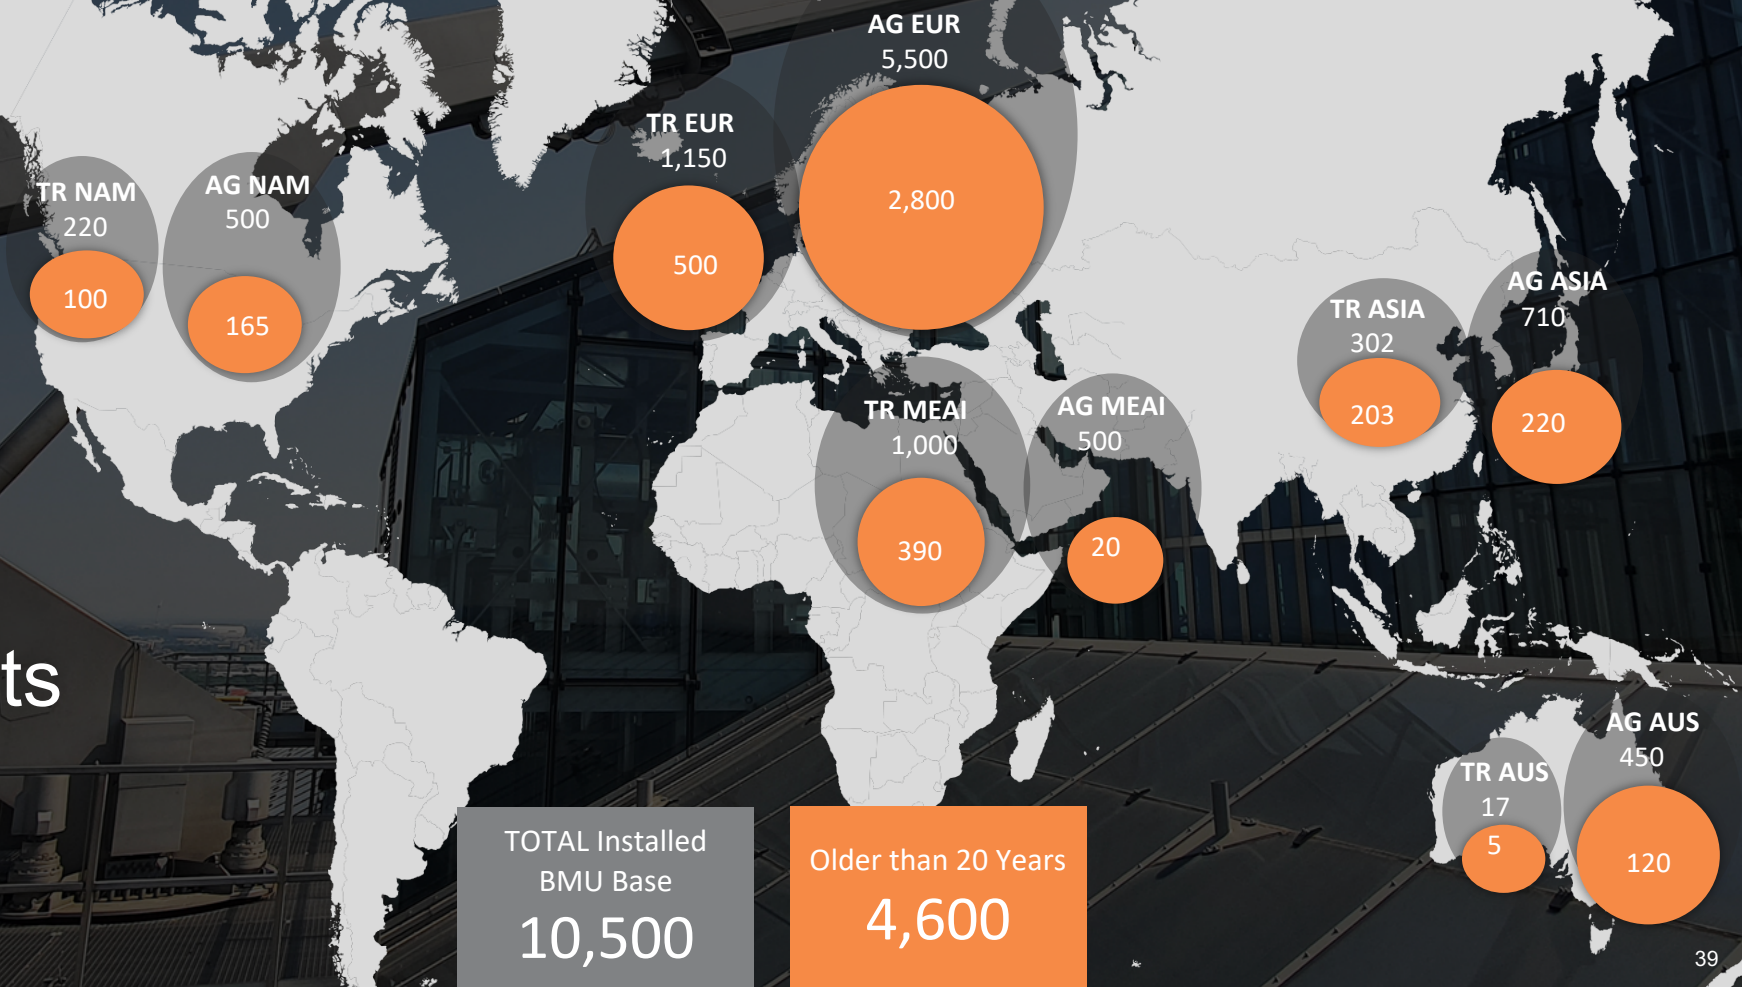 AG EUR
5,500
2,800
TR EUR
1,150
500
TR NAM
220
100
AG NAM
500
165
TR MEAI
1,000
390
AG MEAI
500
20
TR ASIA
302
203
AG ASIA
710
220
ts
TR AUS
17
5
AG AUS
450
120
TOTAL Installed
BMU Base
10,500
Older than 20 Years
4,600
39